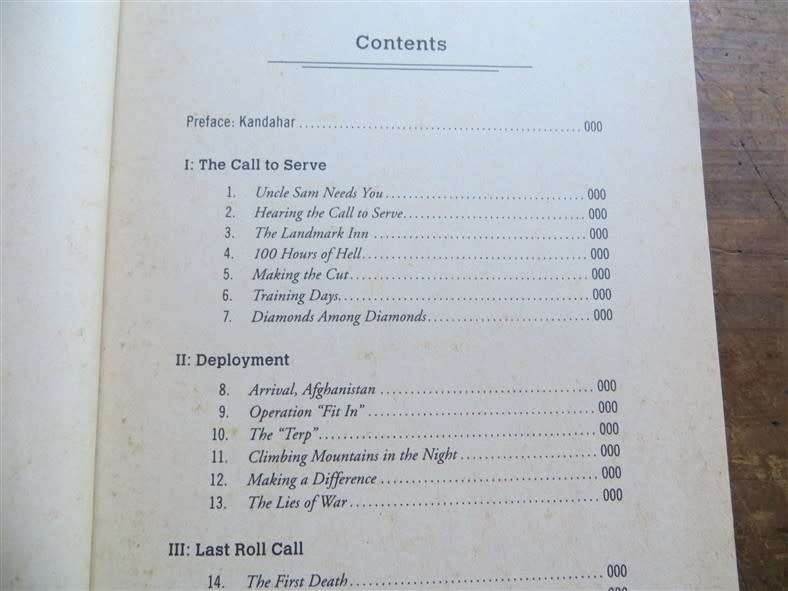 Contents
Preface: Kandahar ................................................ 000
I: The Call to Serve
1. Uncle Sam Needs You ................................... 000
2. Hearing the Call to Serve ................................ 000
3. The Landmark Inn ..................................... 000
4. 100 Hours of Hell ....................................... 000
5. Making the Cut ......................................... 000
6. Training Days ........................................... 000
7. Diamonds Among Diamonds ............................. 000
II: Deployment
8. Arrival, Afghanistan ..................................... 000
9. Operation “Fit In” ....................................... 000
10. The “Terp” ............................................... 000
11. Climbing Mountains in the Night ........................ 000
12. Making a Difference ..................................... 000
13. The Lies of War .......................................... 000
III: Last Roll Call
14. The First Death .......................................... 000